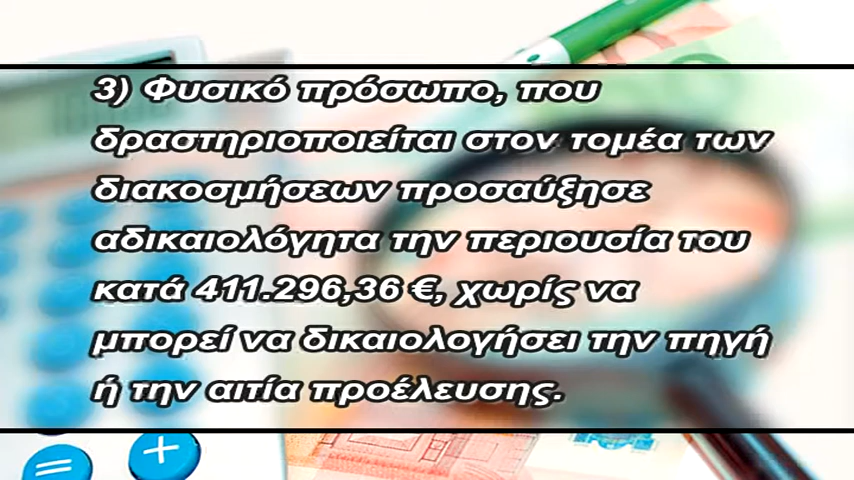 3) Φυσικό πρόσωπο, που
δραστηριοποιείται στον τομέα των
διακοσμήσεων προσαύξησε
αδικαιολόγητα την περιουσία του
κατά 411.296,36 €, χωρίς να
μπορεί να δικαιολογήσει την πηγή
ή την αιτία προέλευσης.